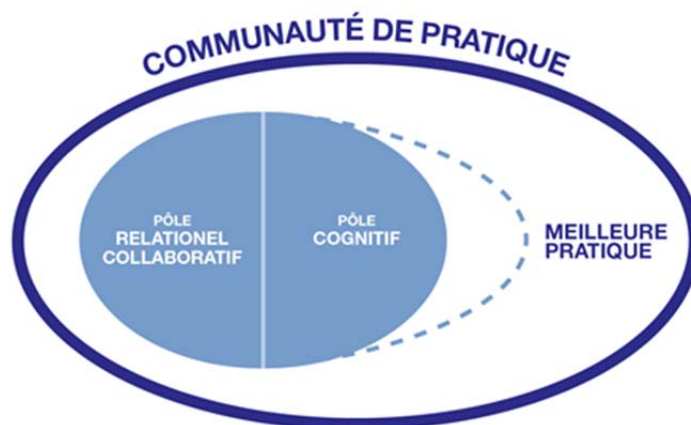 COMMUNAUTÉ DE PRATIQUE
PÔLE
RELATIONEL
COLLABORATIF
PÔLE
COGNITIF
MEILLEURE
PRATIQUE